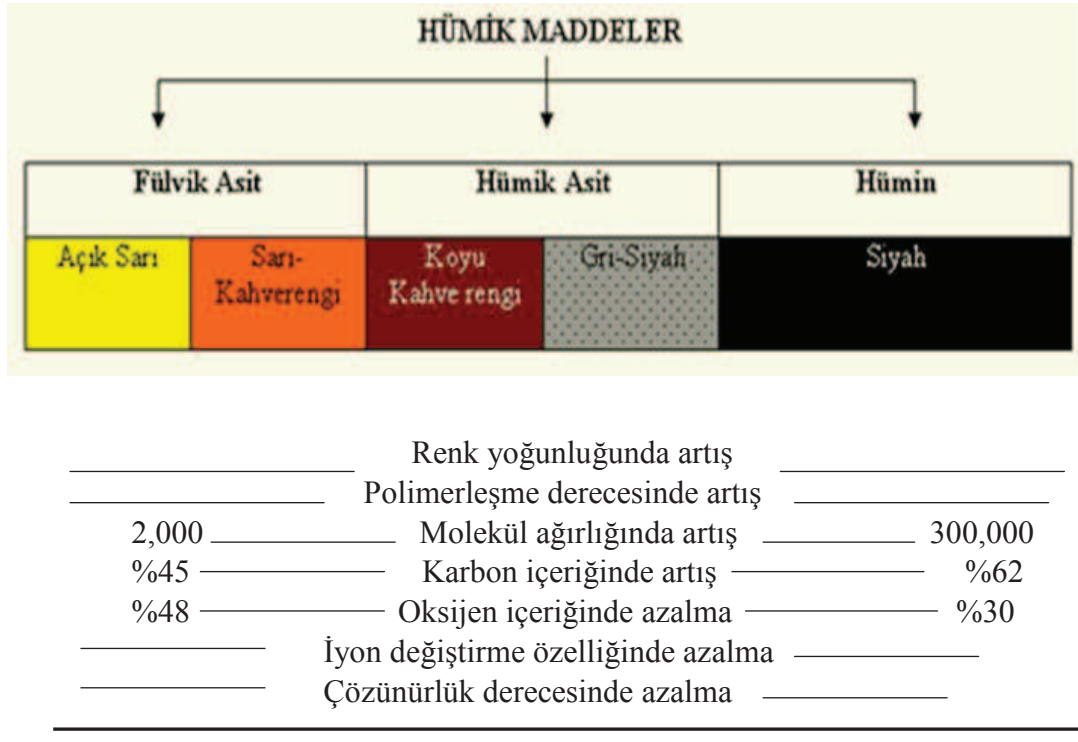 HÜMİK MADDELER
Fülvik Asit Hümik Asit Hümin
Açık Sarı Sarı- Koyu Gri-Siyah Siyah
Kahverengi Kahve rengi
Renk yoğunluğunda artış
Polimerleşme derecesinde artış
2,000 Molekül ağırlığında artış 300,000
%45 Karbon içeriğinde artış %62
%48 Oksijen içeriğinde azalma %30
İyon değiştirme özelliğinde azalma
Çözünürlük derecesinde azalma